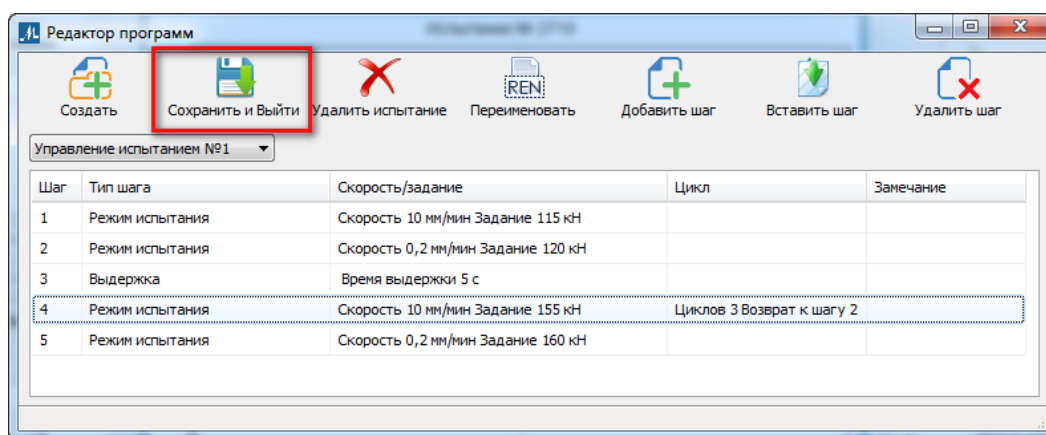 Редактор программ
REN
Создать Сохранить и Выйти Удалить испытание Переименовать Добавить шаг Вставить шаг Удалить шаг
Управление испытанием №1
Шаг Тип шага Скорость/задание Цикл Замечание
1 Режим испытания Скорость 10 мм/мин Задание 115 кН
2 Режим испытания Скорость 0,2 мм/мин Задание 120 кН
3 Выдержка Время выдержки 5 с
4 Режим испытания Скорость 10 мм/мин Задание 155 кН Циклов 3 Возврат к шагу 2
5 Режим испытания Скорость 0,2 мм/мин Задание 160 кН